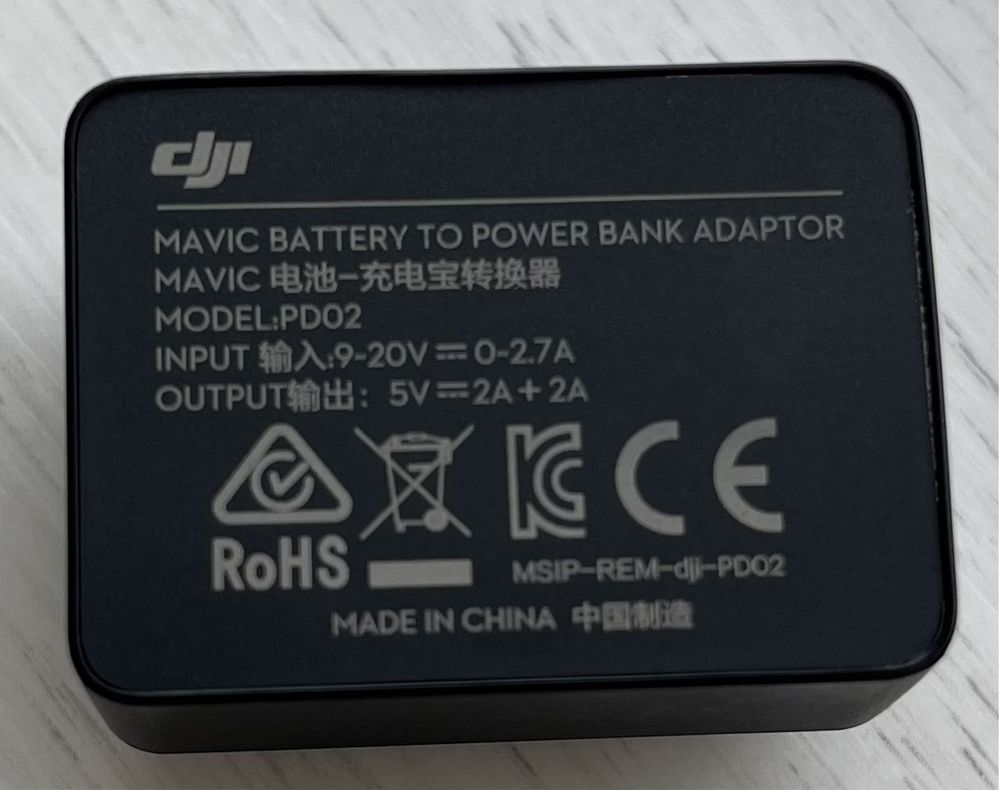 dji
MAVIC BATTERY TO POWER BANK ADAPTOR
MAVIC 电池-充电宝转换器
MODEL:PD02
INPUT 输入:9-20V⎓0-2.7A
OUTPUT输出: 5V⎓2A+2A
KC CE
RoHS
MSIP-REM-dji-PD02
MADE IN CHINA 中国制造